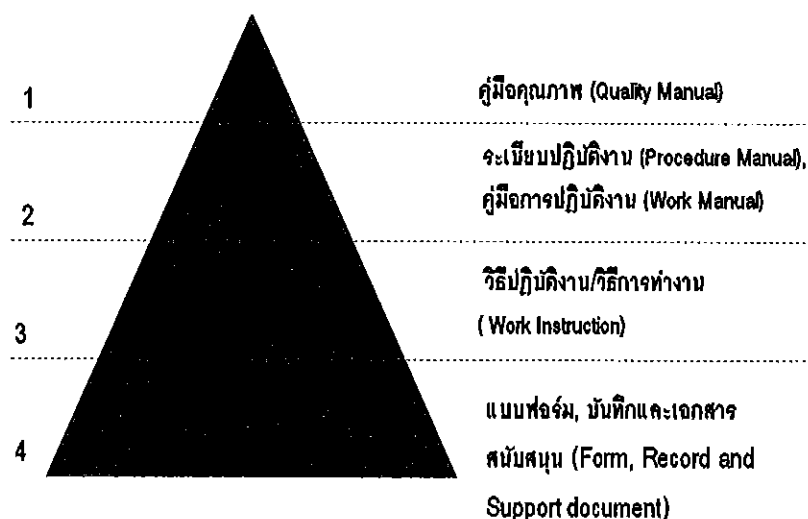 1
คู่มือคุณภาพ (Quality Manual)
ระเบียบปฏิบัติงาน (Procedure Manual),
2
คู่มือการปฏิบัติงาน (Work Manual)
วิธีปฏิบัติงาน/วิธีการทำงาน
3
( Work Instruction)
แบบฟอร์ม, บันทึกและเอกสาร
4
สนับสนุน (Form, Record and
Support document)